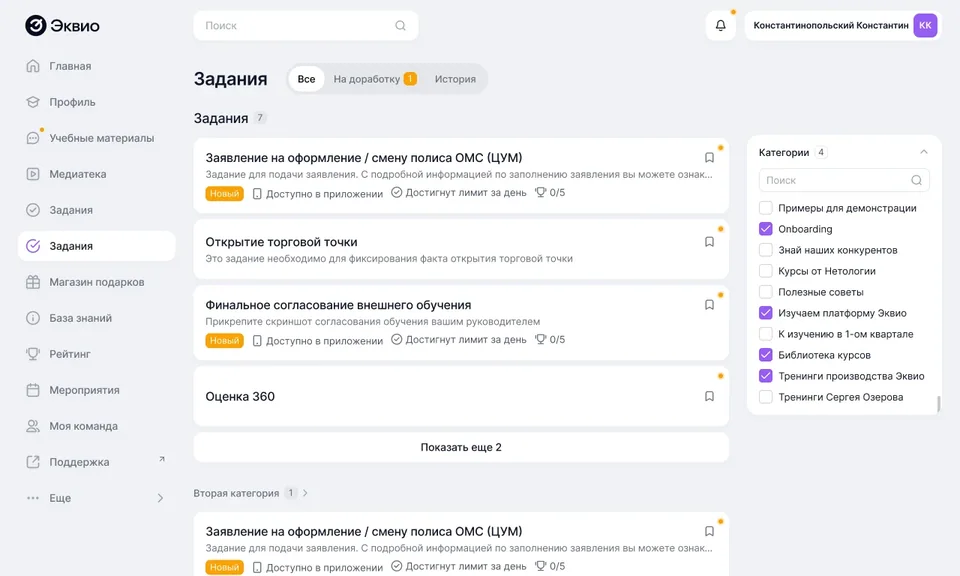 Эквио
Поиск
Константинопольский Константин
КК
Главная
Профиль
Учебные материалы
Медиатека
Задания
Задания
Магазин подарков
База знаний
Рейтинг
Мероприятия
Моя команда
Поддержка
Еще
Задания
Все
На доработку 1
История
Задания 7
Заявление на оформление / смену полиса ОМС (ЦУМ)
Задание для подачи заявления. С подробной информацией по заполнению заявления вы можете ознак...
Новый Доступно в приложении Достигнут лимит за день 0/5
Открытие торговой точки
Это задание необходимо для фиксирования факта открытия торговой точки
Финальное согласование внешнего обучения
Прикрепите скриншот согласования обучения вашим руководителем
Новый Доступно в приложении Достигнут лимит за день 0/5
Оценка 360
Показать еще 2
Вторая категория 1
Заявление на оформление / смену полиса ОМС (ЦУМ)
Задание для подачи заявления. С подробной информацией по заполнению заявления вы можете ознак...
Новый Доступно в приложении Достигнут лимит за день 0/5
Категории 4
Поиск
Примеры для демонстрации
Onboarding
Знай наших конкурентов
Курсы от Нетологии
Полезные советы
Изучаем платформу Эквио
К изучению в 1-ом квартале
Библиотека курсов
Тренинги производства Эквио
Тренинги Сергея Озерова